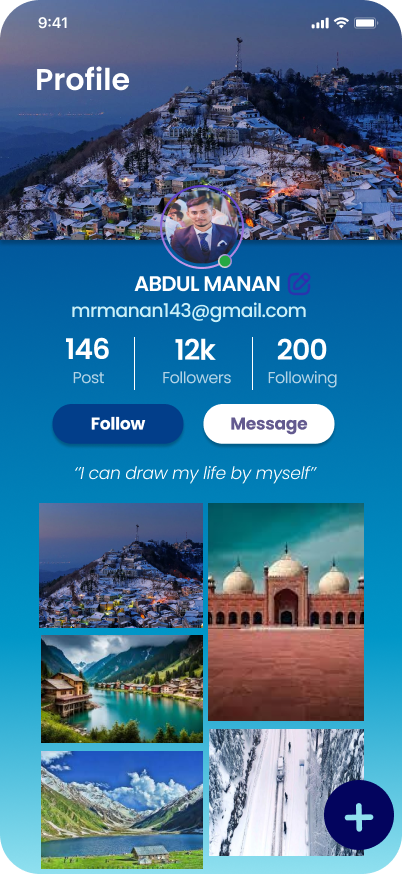 9:41
Profile
ABDUL MANAN
mrmanan143@gmail.com
146 12k 200
Post Followers Following
Follow Message
“I can draw my life by myself”